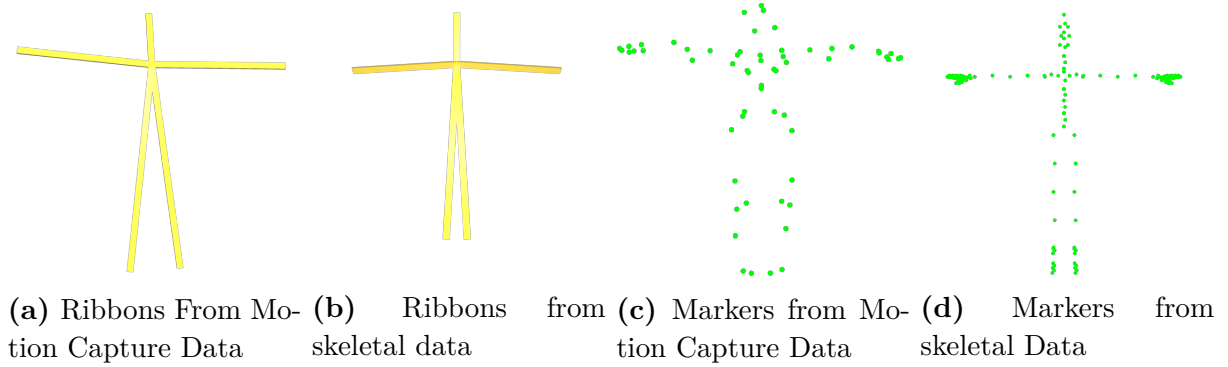 (a) Ribbons From Mo-
tion Capture Data
(b) Ribbons from
skeletal data
(c) Markers from Mo-
tion Capture Data
(d) Markers from
skeletal Data